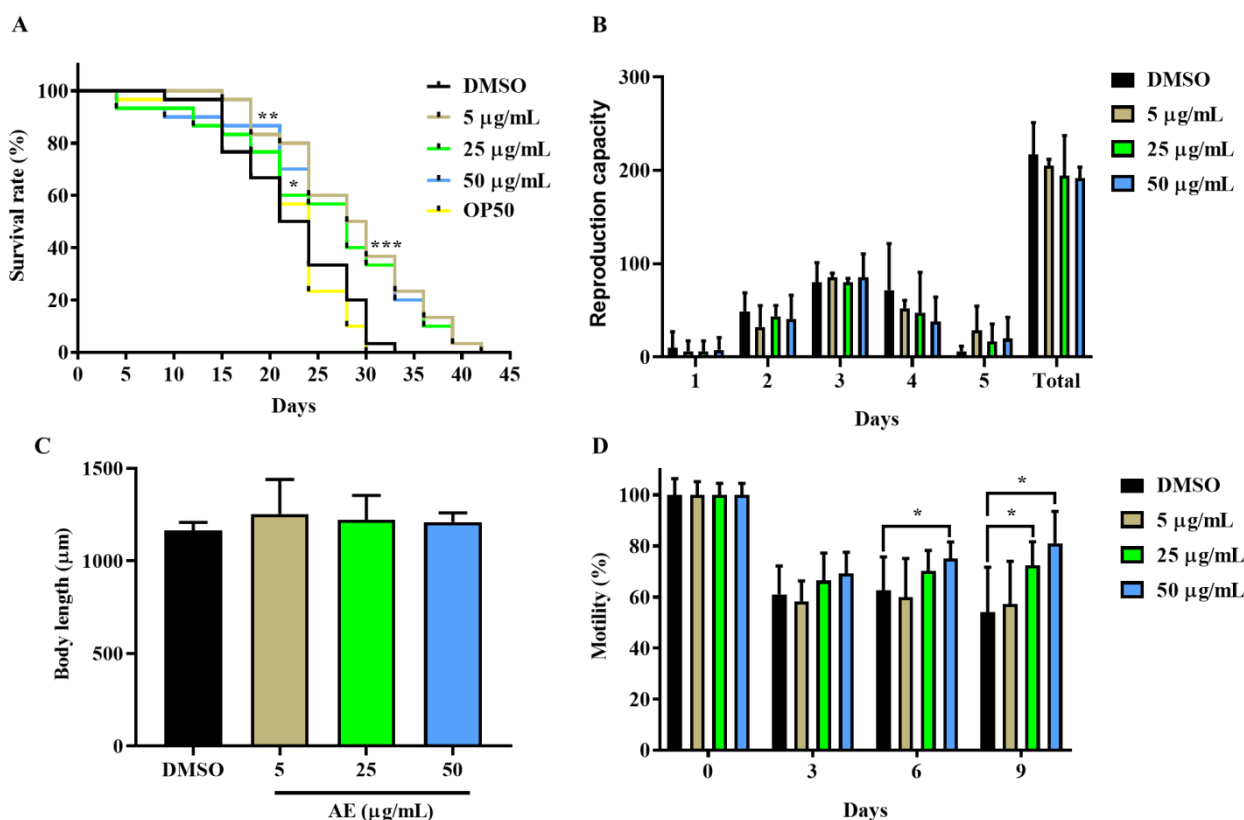 A
Survival rate (%)
100
80
60
40
20
0
0 5 10 15 20 25 30 35 40 45
Days
**
*
***
DMSO
5 μg/mL
25 μg/mL
50 μg/mL
OP50
B
Reproduction capacity
300
200
100
0
1 2 3 4 5 Total
Days
DMSO
5 μg/mL
25 μg/mL
50 μg/mL
C
Body length (μm)
1500
1000
500
0
DMSO 5 25 50
AE (μg/mL)
D
Motility (%)
100
80
60
40
20
0
0 3 6 9
Days
*
*
*
DMSO
5 μg/mL
25 μg/mL
50 μg/mL